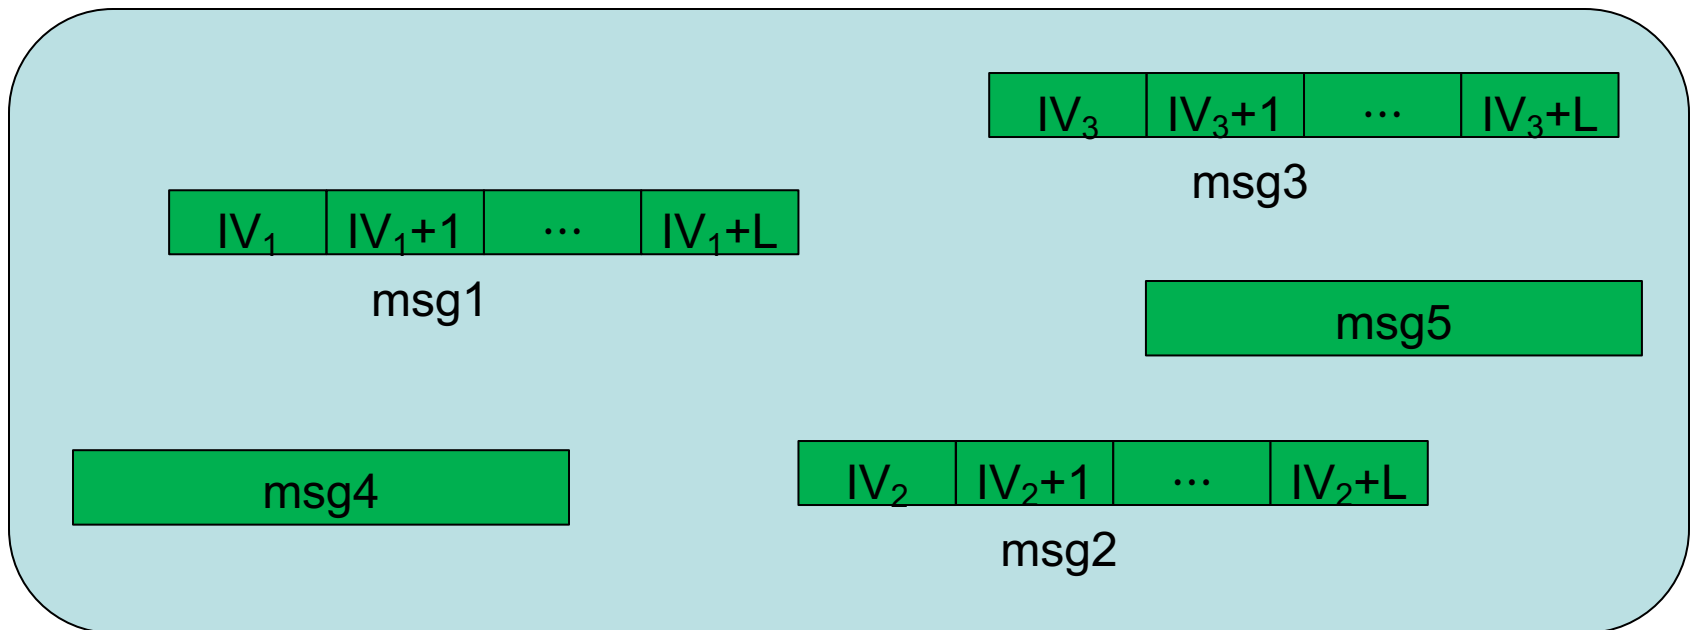 IV₃ IV₃+1 ... IV₃+L
msg3
IV₁ IV₁+1 ... IV₁+L
msg1
msg5
msg4
IV₂ IV₂+1 ... IV₂+L
msg2